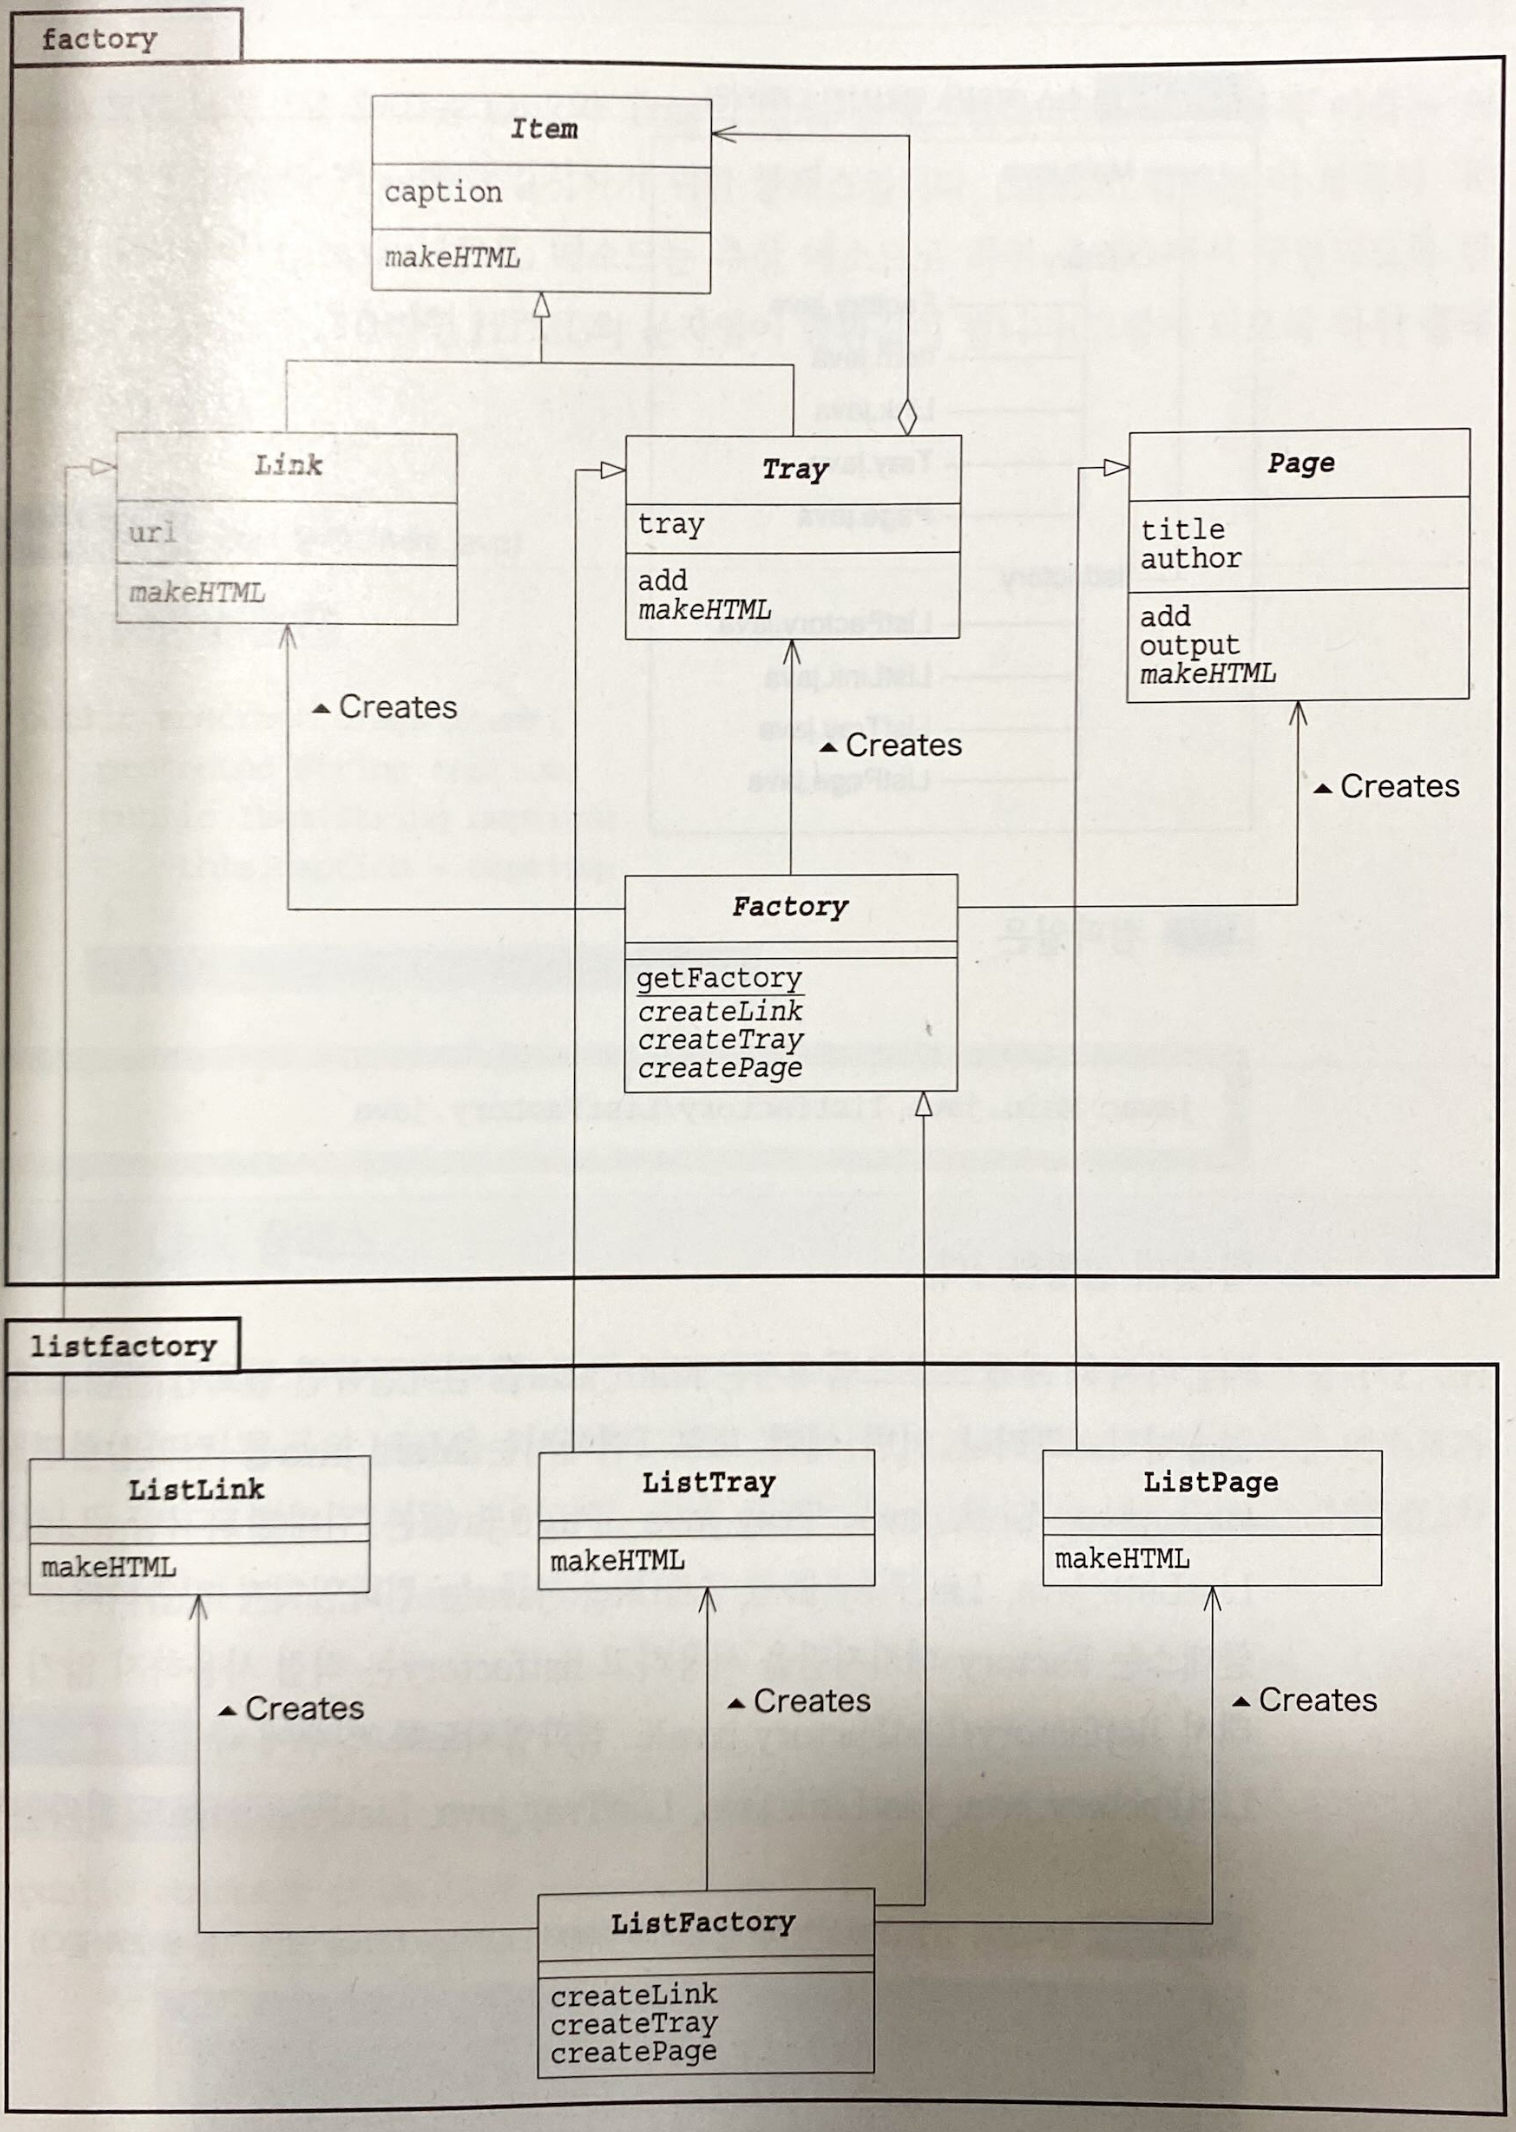 factory
Item
caption
makeHTML
Link
url
makeHTML
Tray
tray
add
makeHTML
Page
title
author
add
output
makeHTML
▲ Creates
▲ Creates
▲ Creates
Factory
getFactory
createLink
createTray
createPage
listfactory
ListLink
makeHTML
ListTray
makeHTML
ListPage
makeHTML
▲ Creates
▲ Creates
▲ Creates
ListFactory
createLink
createTray
createPage